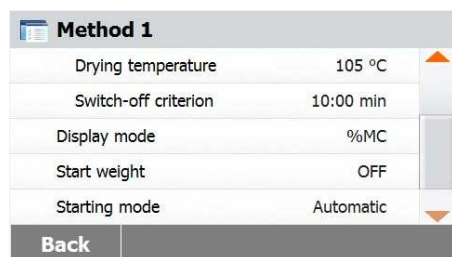 Method 1
Drying temperature 105 ºC
Switch-off criterion 10:00 min
Display mode %MC
Start weight OFF
Starting mode Automatic
Back